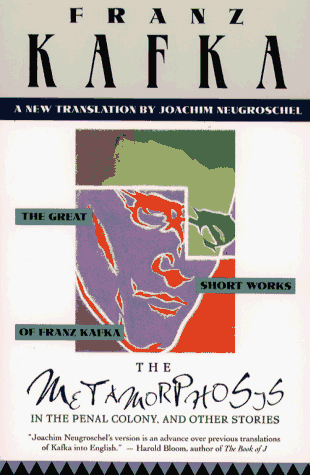 FRANZ
KAFKA
A NEW TRANSLATION BY JOACHIM NEUGROSCHEL
THE GREAT
SHORT WORKS
OF FRANZ KAFKA
THE
METAMORPHOSIS
IN THE PENAL COLONY, AND OTHER STORIES
"Joachim Neugroschel's version is an advance over previous translations
of Kafka into English." — Harold Bloom, author of The Book of J